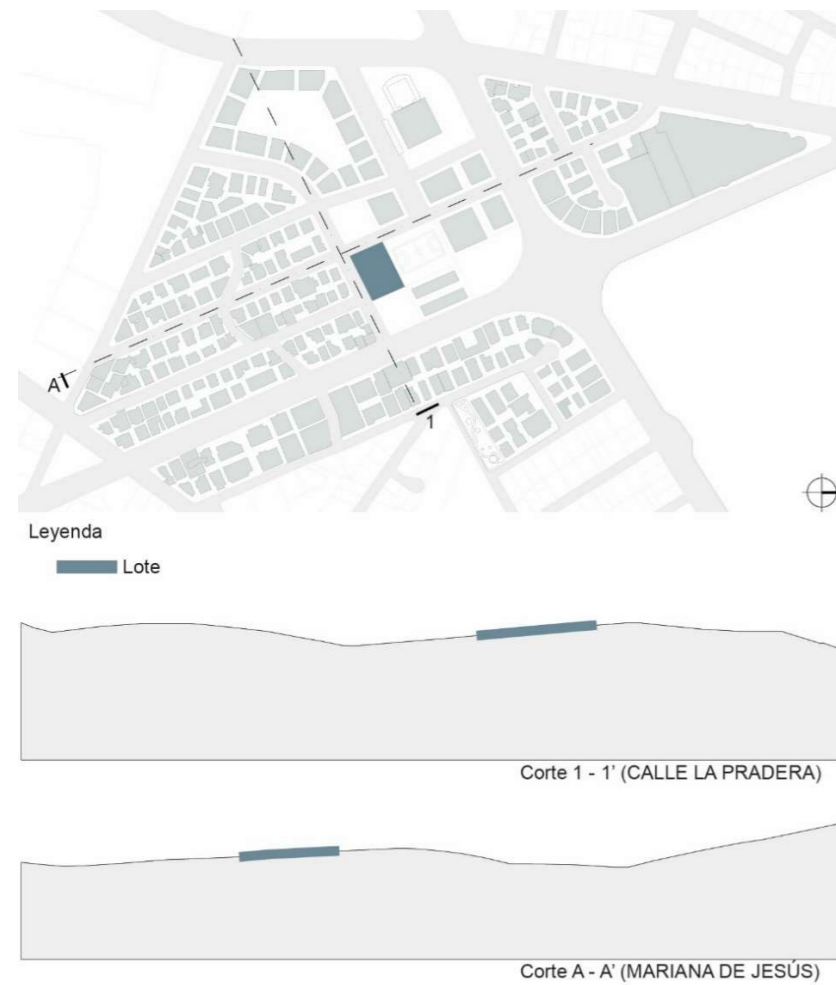 A
1
Leyenda
Lote
Corte 1 - 1' (CALLE LA PRADERA)
Corte A - A' (MARIANA DE JESÚS)